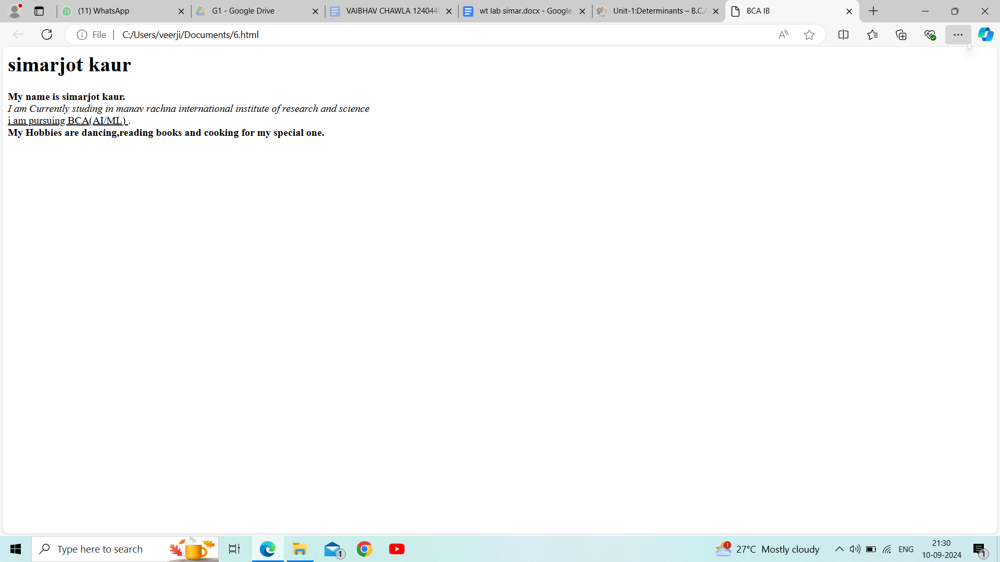 (11) WhatsApp
G1 - Google Drive
VAIBHAV CHAWLA 124044
wt lab simar.docx - Google
Unit-1:Determinants – B.C.
BCA IB
File
C:/Users/veerji/Documents/6.html
simarjot kaur
My name is simarjot kaur.
I am Currently studing in manav rachna international institute of research and science
i am pursuing BCA(AI/ML) .
My Hobbies are dancing,reading books and cooking for my special one.
Type here to search
1
1
27°C Mostly cloudy
ENG
21:30
10-09-2024
1